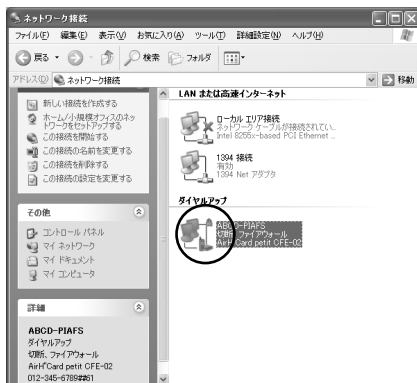 ネットワーク接続
ファイル(F) 編集(E) 表示(V) お気に入り(A) ツール(T) 詳細設定(N) ヘルプ(H)
戻る 検索 フォルダ
アドレス(D) ネットワーク接続 移動
新しい接続を作成する
ホーム/小規模オフィスのネッ
トワークをセットアップする
この接続を開始する
この接続の名前を変更する
この接続を削除する
この接続の設定を変更する
その他
コントロール パネル
マイ ネットワーク
マイ ドキュメント
マイ コンピュータ
詳細
ABCD-PIAFS
ダイヤルアップ
切断、ファイアウォール
AirH"Card petit CFE-02
012-345-6789##61
LAN または高速インターネット
ローカル エリア接続
ネットワーク ケーブルが接続されてい...
Intel 8255x-based PCI Ethernet ...
1394 接続
有効
1394 Net アダプタ
ダイヤルアップ
ABCD-PIAFS
切断、ファイアウォール
AirH"Card petit CFE-02